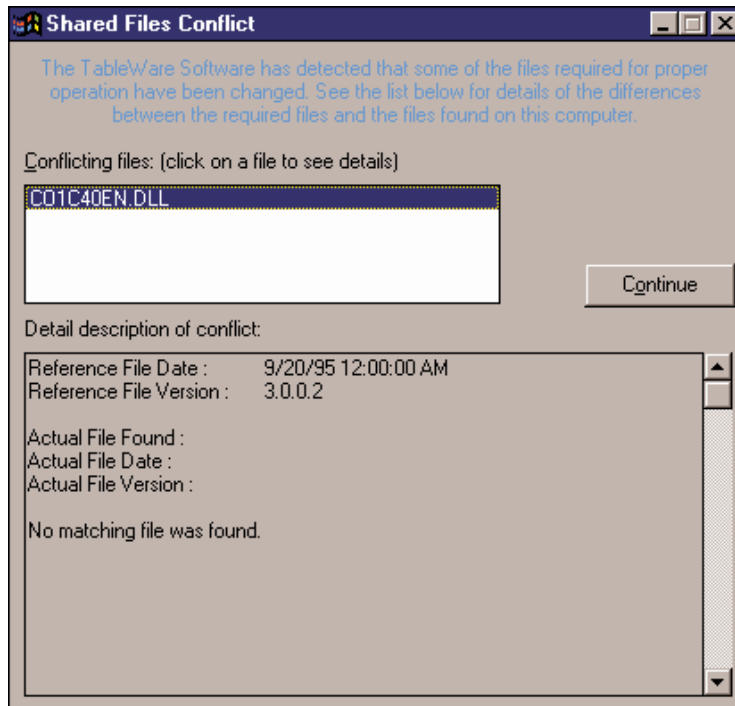 Shared Files Conflict
The TableWare Software has detected that some of the files required for proper
operation have been changed. See the list below for details of the differences
between the required files and the files found on this computer.
Conflicting files: (click on a file to see details)
CO1C40EN.DLL
Continue
Detail description of conflict:
Reference File Date : 9/20/95 12:00:00 AM
Reference File Version : 3.0.0.2
Actual File Found :
Actual File Date :
Actual File Version :
No matching file was found.